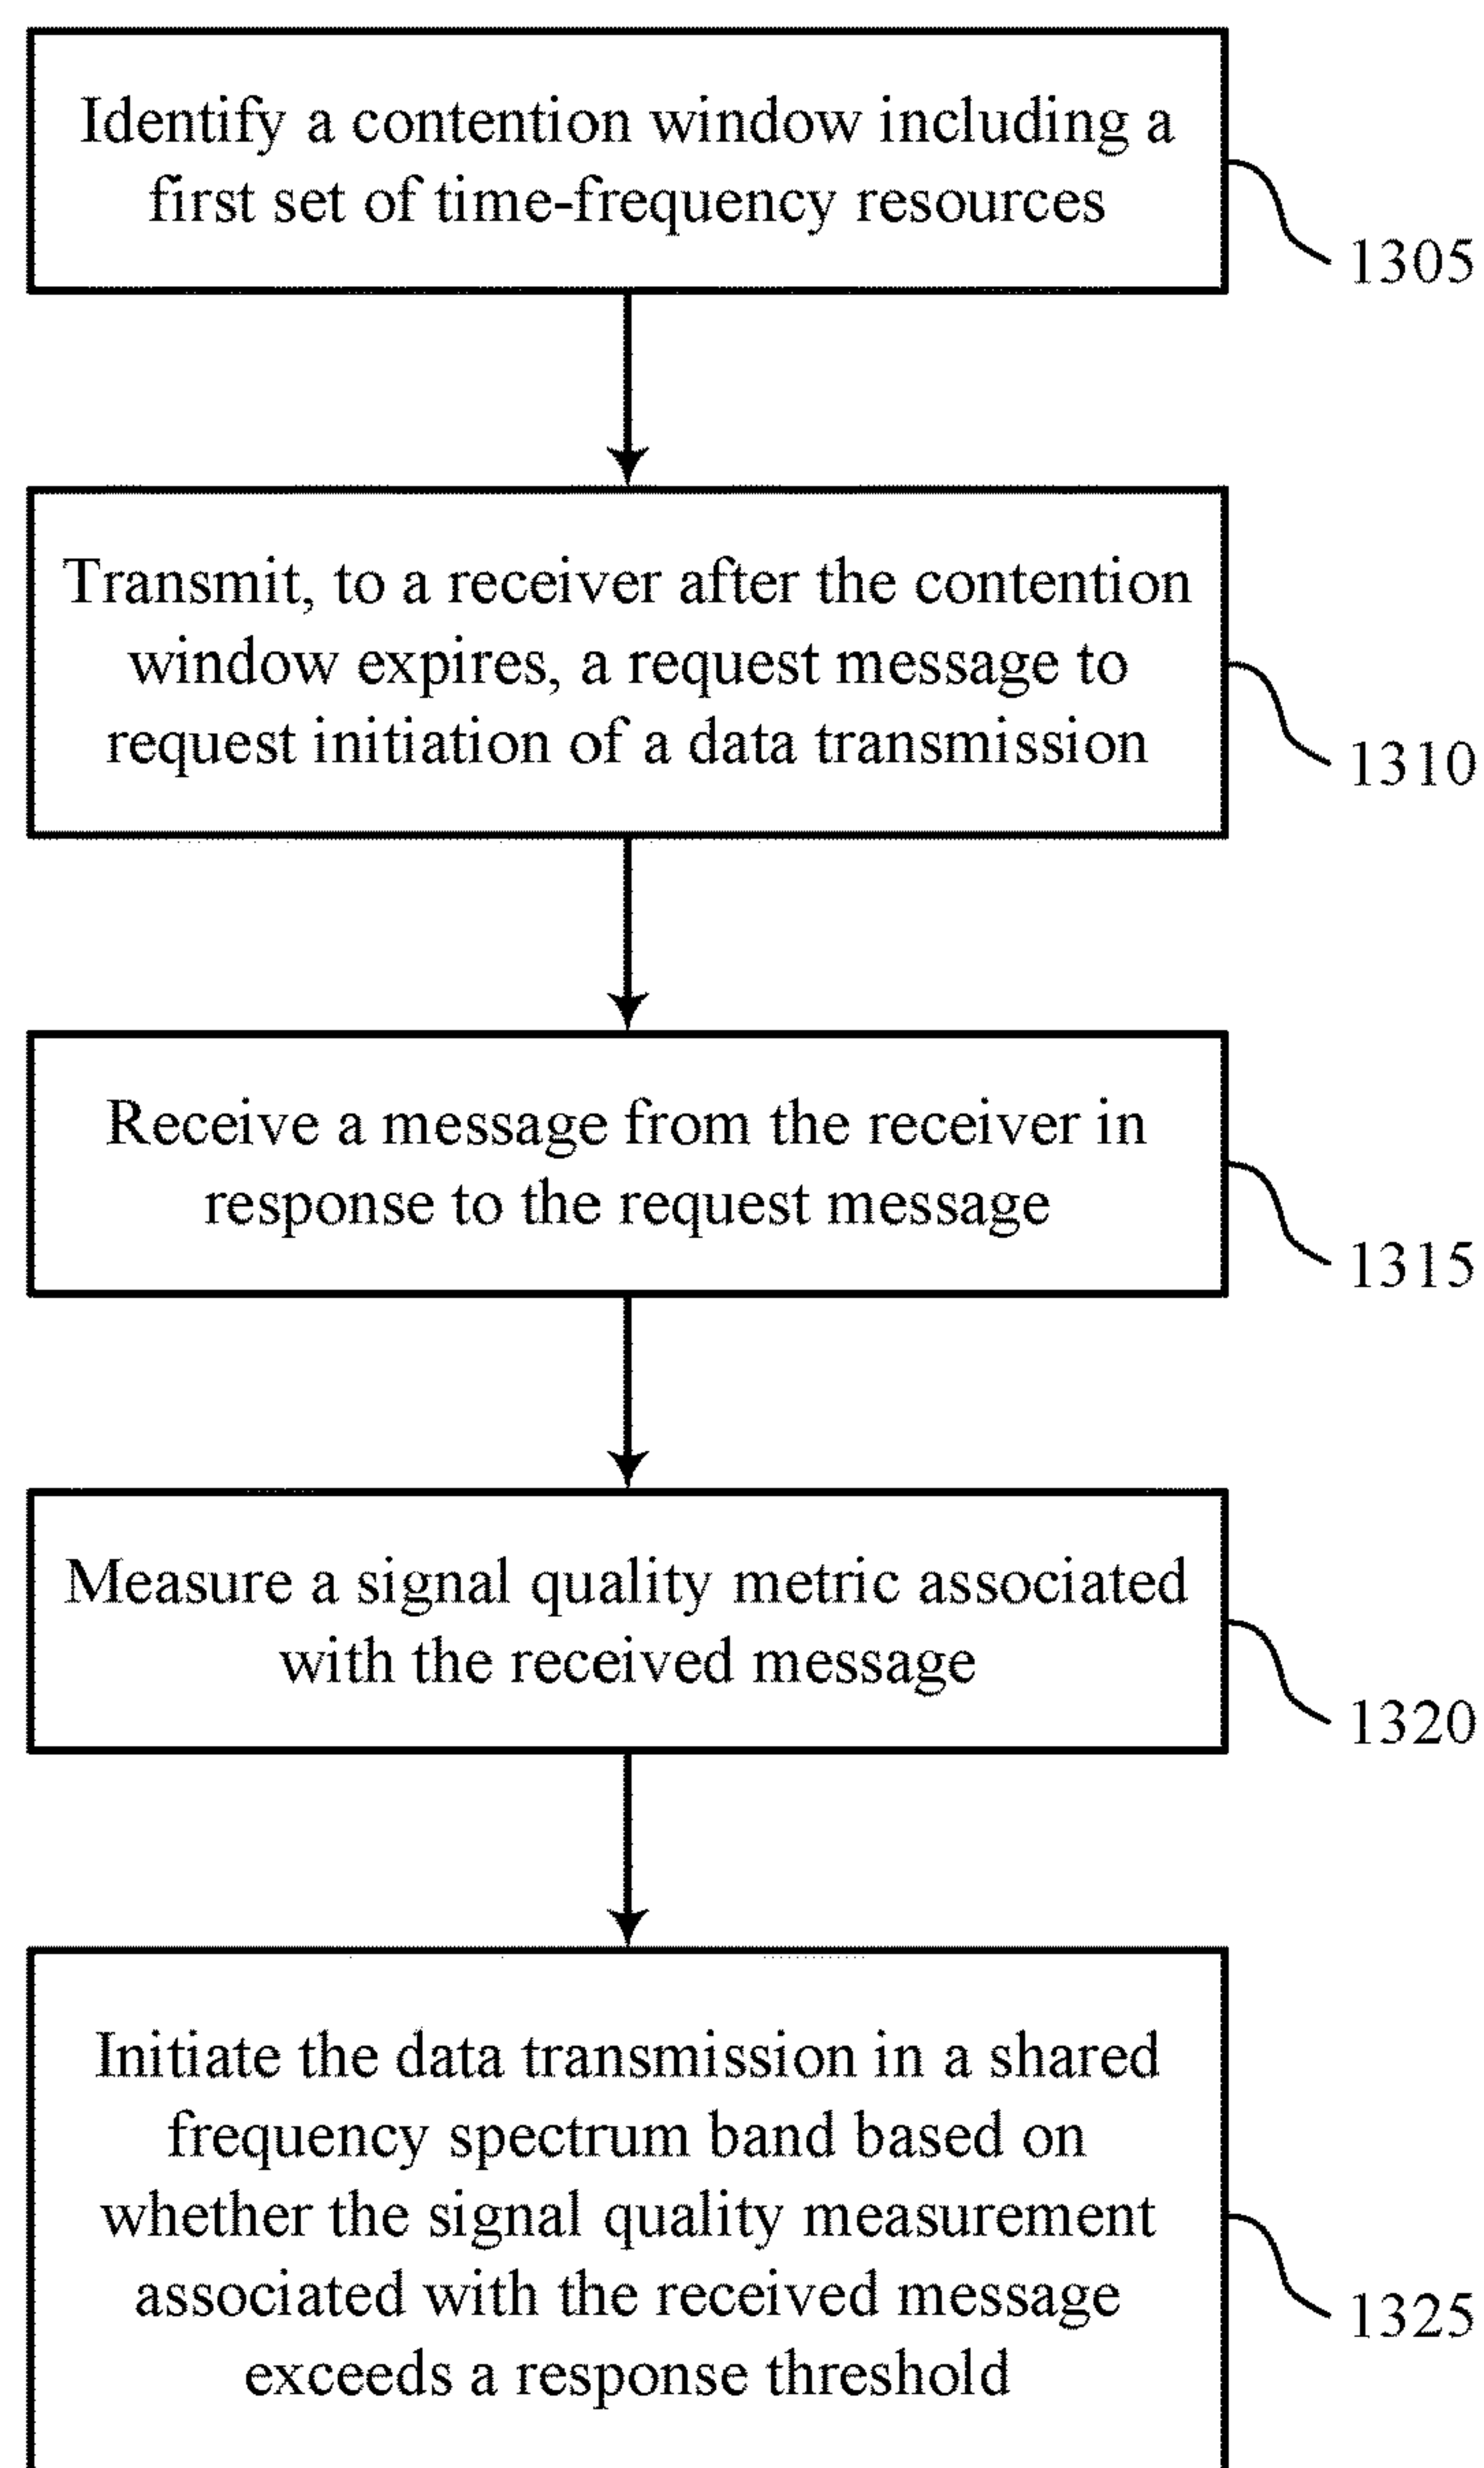 Identify a contention window including a
first set of time-frequency resources
1305
Transmit, to a receiver after the contention
window expires, a request message to
request initiation of a data transmission
1310
Receive a message from the receiver in
response to the request message
1315
Measure a signal quality metric associated
with the received message
1320
Initiate the data transmission in a shared
frequency spectrum band based on
whether the signal quality measurement
associated with the received message
exceeds a response threshold
1325